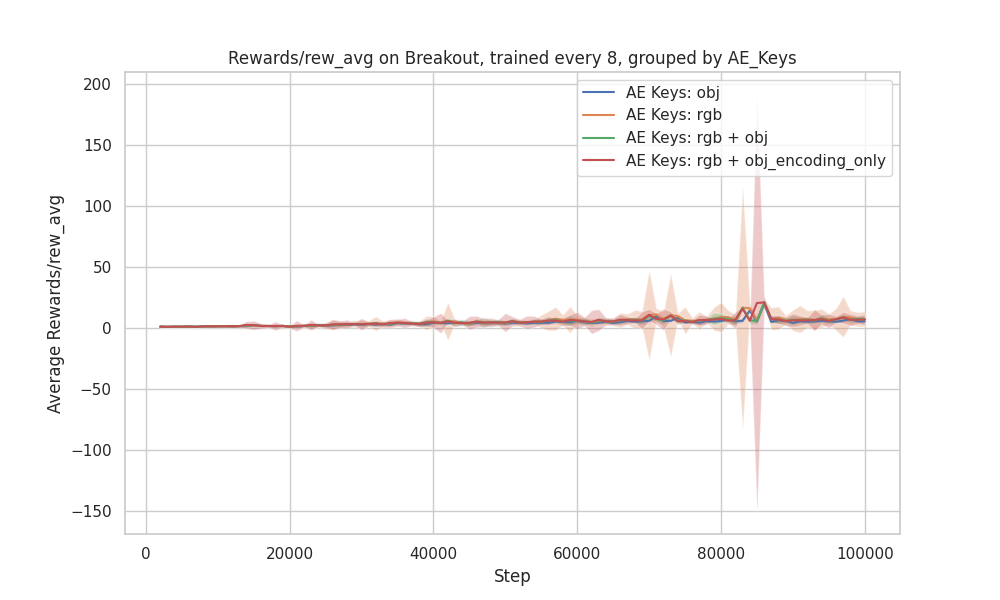 Rewards/rew_avg on Breakout, trained every 8, grouped by AE_Keys
AE Keys: obj
AE Keys: rgb
AE Keys: rgb + obj
AE Keys: rgb + obj_encoding_only
Average Rewards/rew_avg
200
150
100
50
0
−50
−100
−150
0 20000 40000 60000 80000 100000
Step